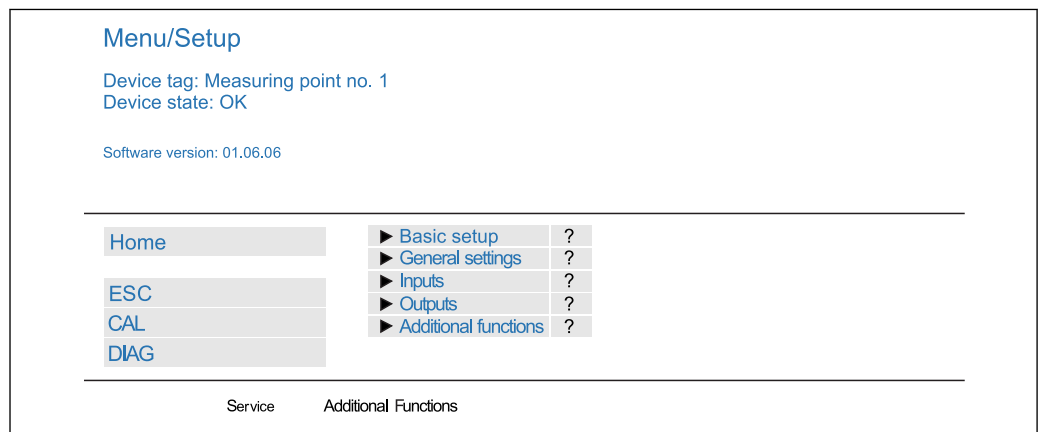 Menu/Setup
Device tag: Measuring point no. 1
Device state: OK
Software version: 01.06.06
Home
ESC
CAL
DIAG
► Basic setup ?
► General settings ?
► Inputs ?
► Outputs ?
► Additional functions ?
Service Additional Functions